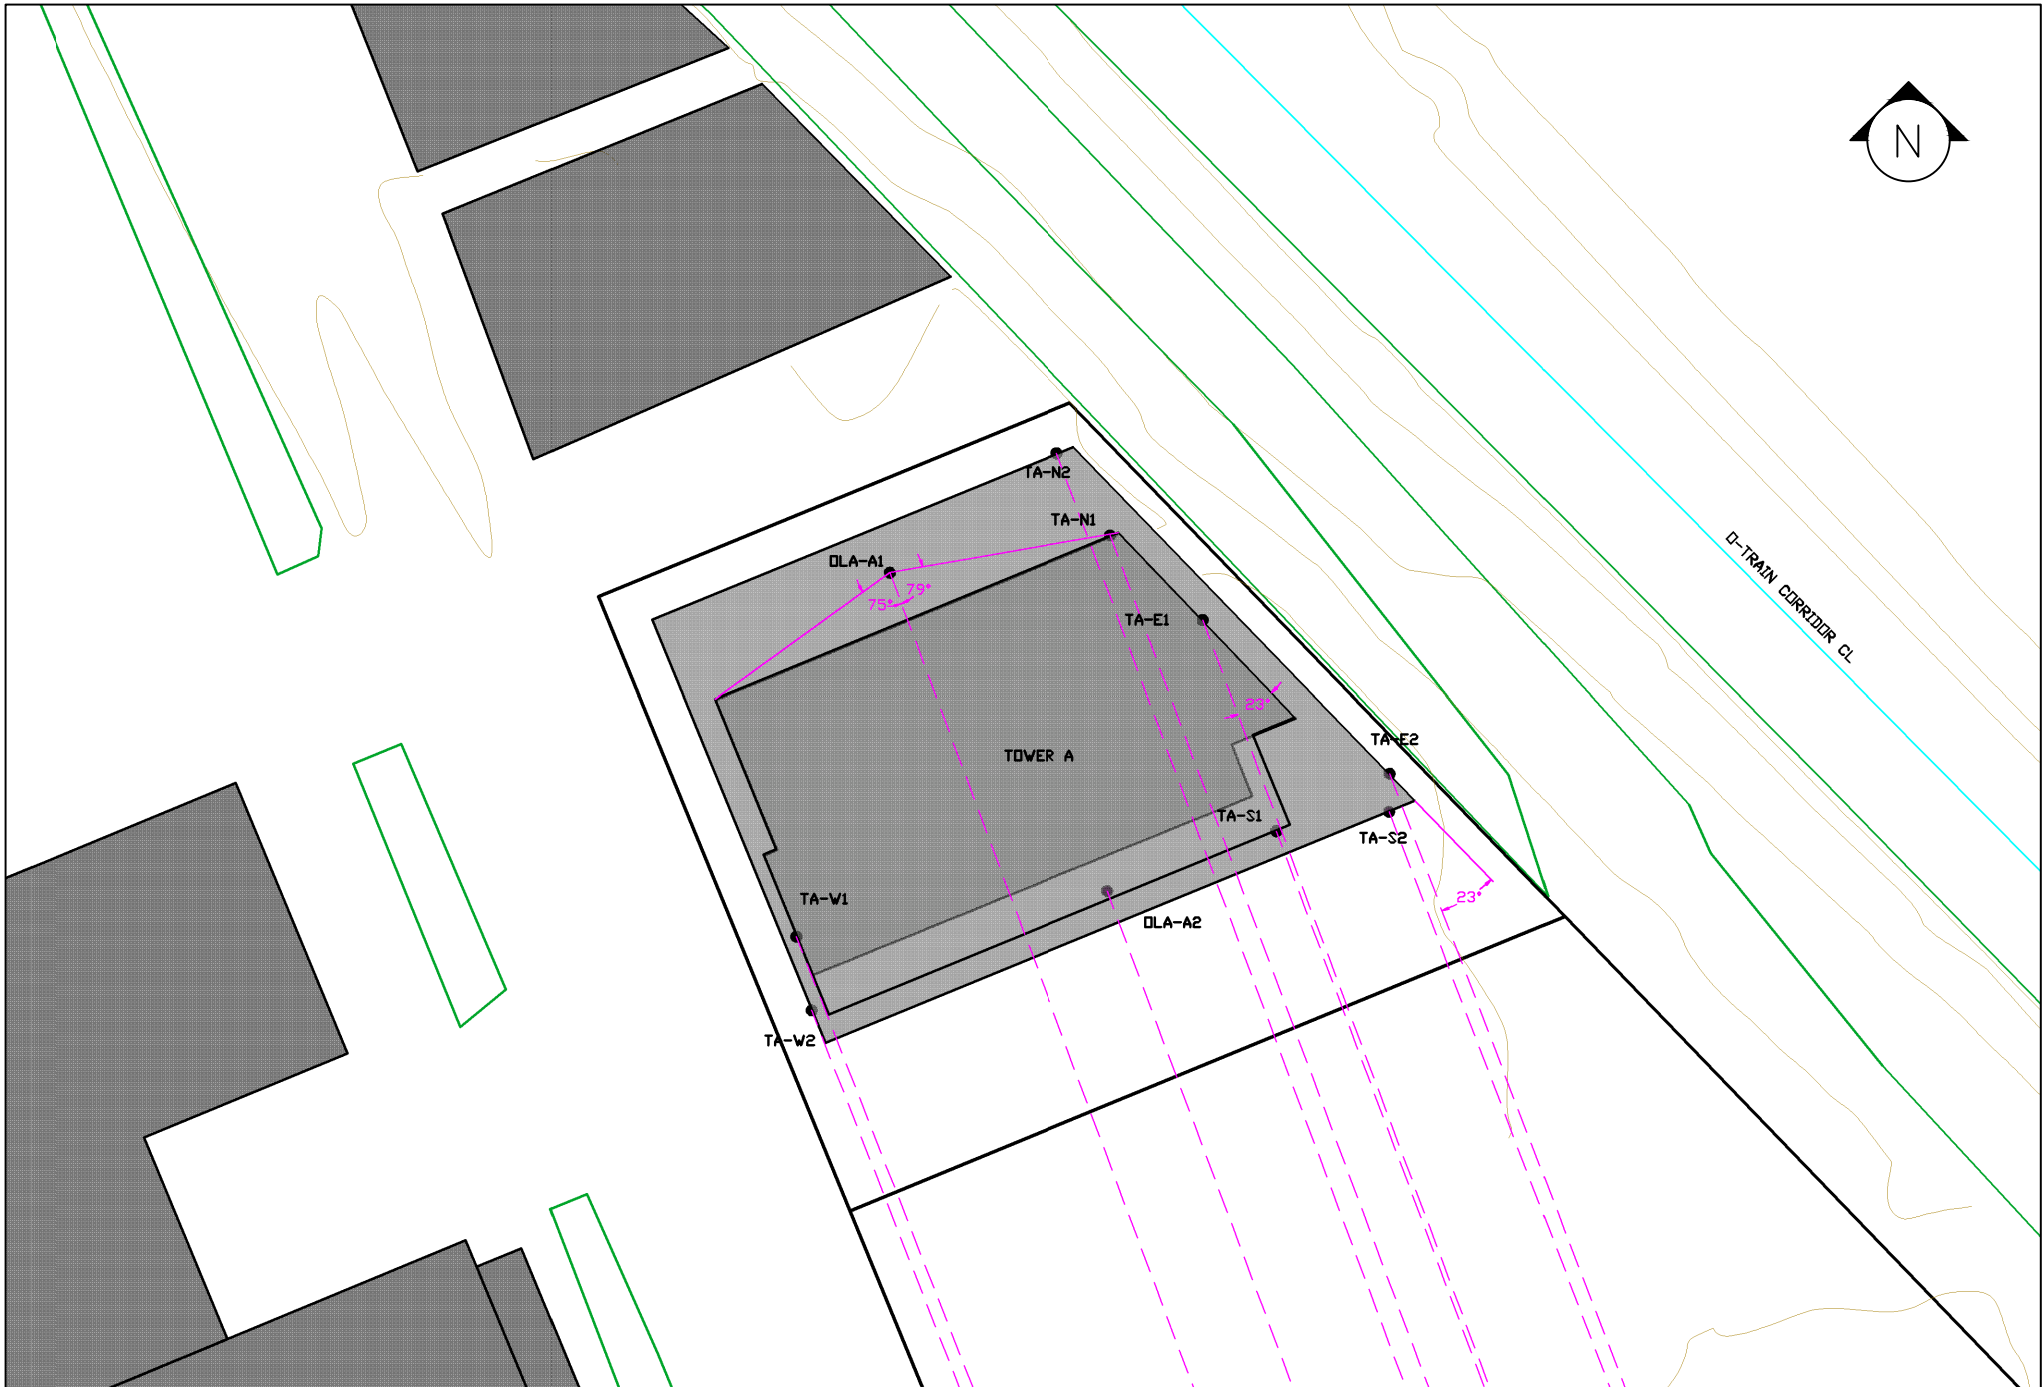 N
TA-N2
TA-N1
OLA-A1
79°
75°
TA-E1
O-TRAIN CORRIDOR CL
23°
TA-E2
TOWER A
TA-S1
TA-S2
23°
TA-W1
OLA-A2
TA-W2